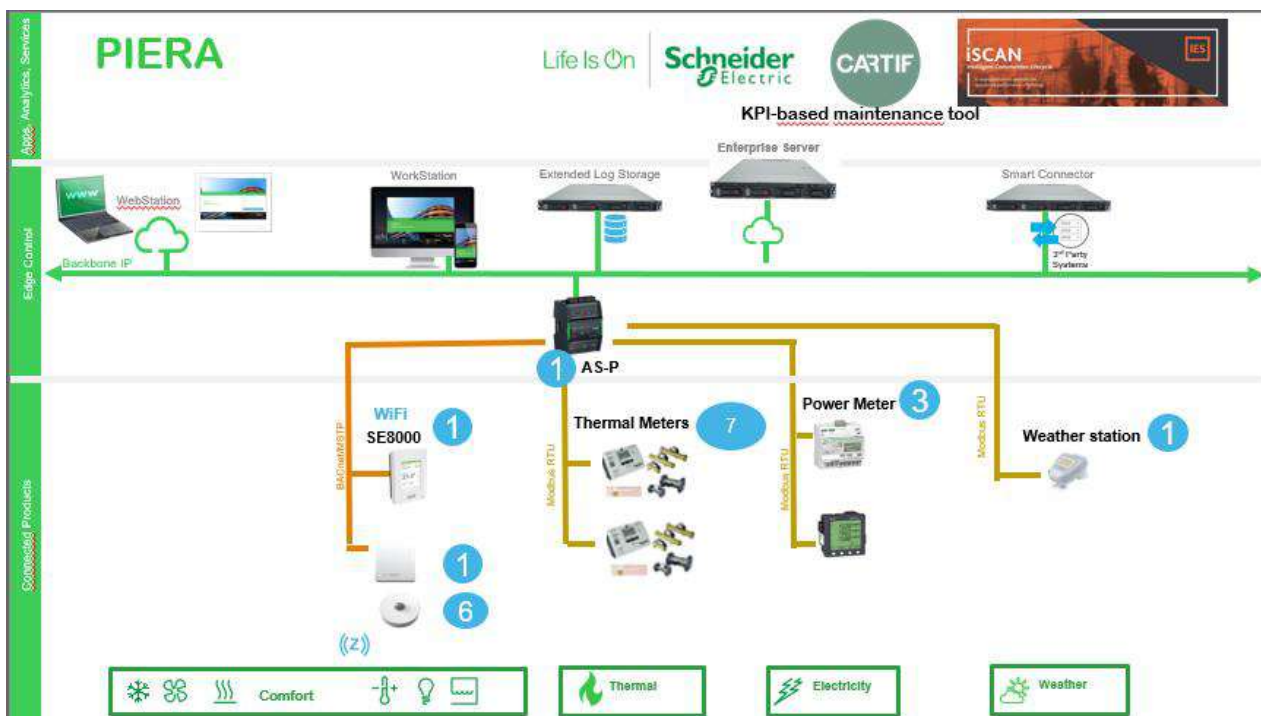 Apps, Analytics, Services
PIERA
Life Is On
Schneider
Electric
CARTIF
iSCAN
IES
KPI-based maintenance tool
Edge Control
WWW
WebStation
WorkStation
Extended Log Storage
Enterprise Server
Smart Connector
Party
Systems
Backbone IP
1
AS-P
Connected Products
BACnet/MSTP
WiFi
SE8000
1
1
6
((Z))
Modbus RTU
Thermal Meters
7
Modbus RTU
Power Meter
3
Modbus RTU
Weather station
1
Comfort
Thermal
Electricity
Weather